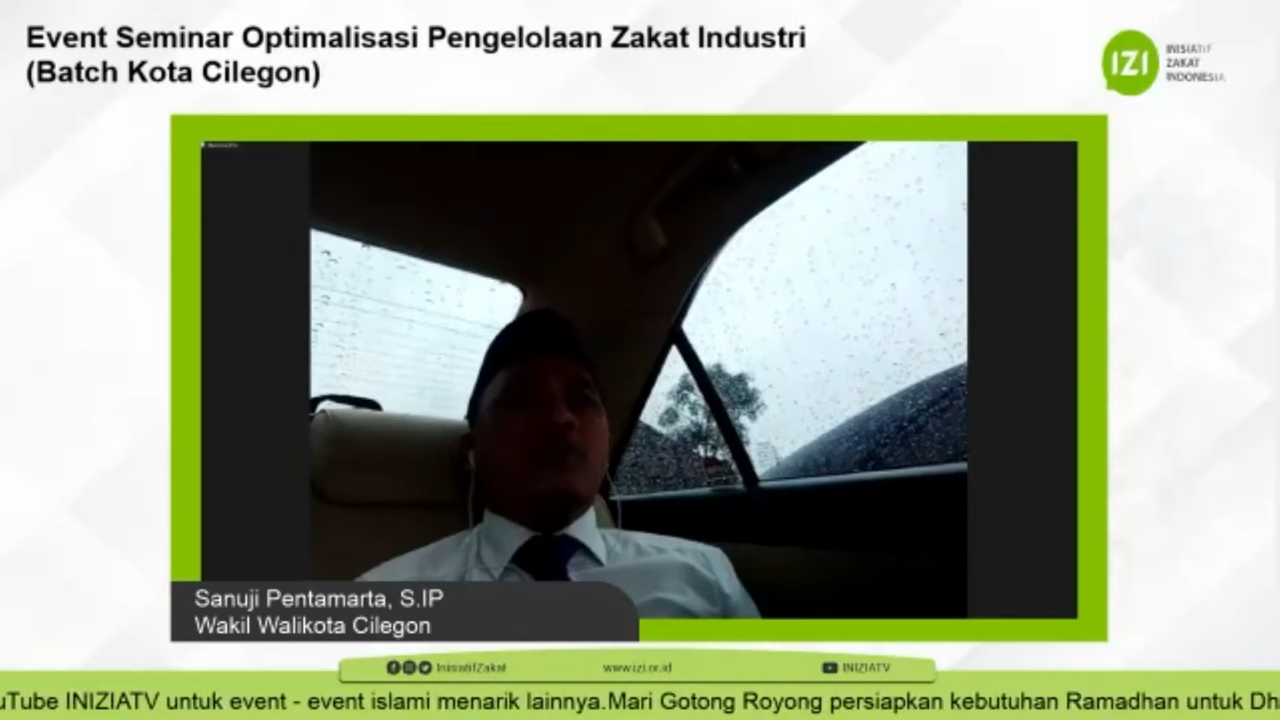 Event Seminar Optimalisasi Pengelolaan Zakat Industri
(Batch Kota Cilegon)
IZI
INISIATIF
ZAKAT
INDONESIA
Sanuji Pentamarta, S.IP
Wakil Walikota Cilegon
InisiatifZakat
www.izi.or.id
INIZIATV
uTube INIZIATV untuk event - event islami menarik lainnya.Mari Gotong Royong persiapkan kebutuhan Ramadhan untuk Dh